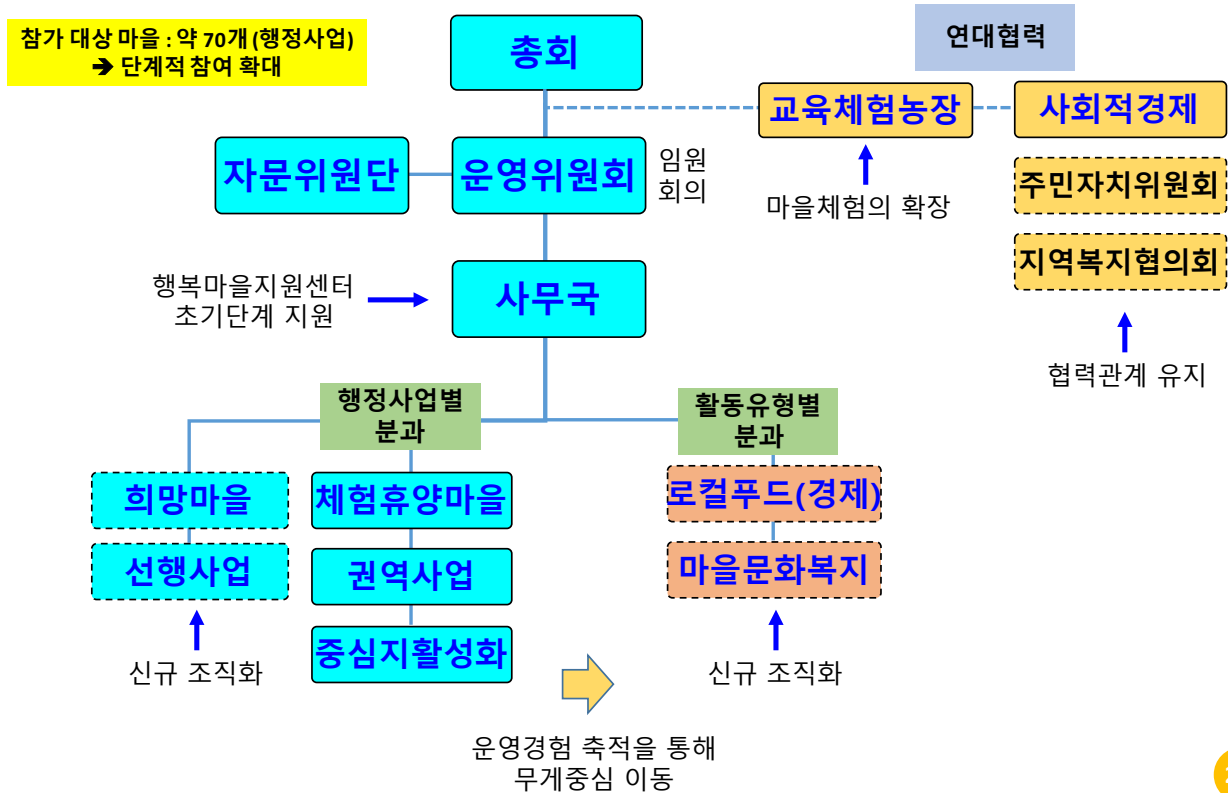 참가 대상 마을 : 약 70개 (행정사업)
➔ 단계적 참여 확대
총회
연대협력
교육체험농장
사회적경제
자문위원단
운영위원회
임원
회의
마을체험의 확장
주민자치위원회
지역복지협의회
협력관계 유지
행복마을지원센터
초기단계 지원
사무국
행정사업별
분과
활동유형별
분과
희망마을
선행사업
신규 조직화
체험휴양마을
권역사업
중심지활성화
로컬푸드(경제)
마을문화복지
신규 조직화
운영경험 축적을 통해
무게중심 이동